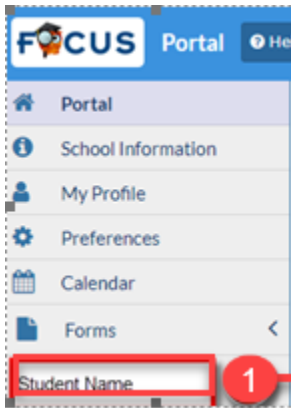 FOCUS Portal He
Portal
School Information
My Profile
Preferences
Calendar
Forms
Student Name 1